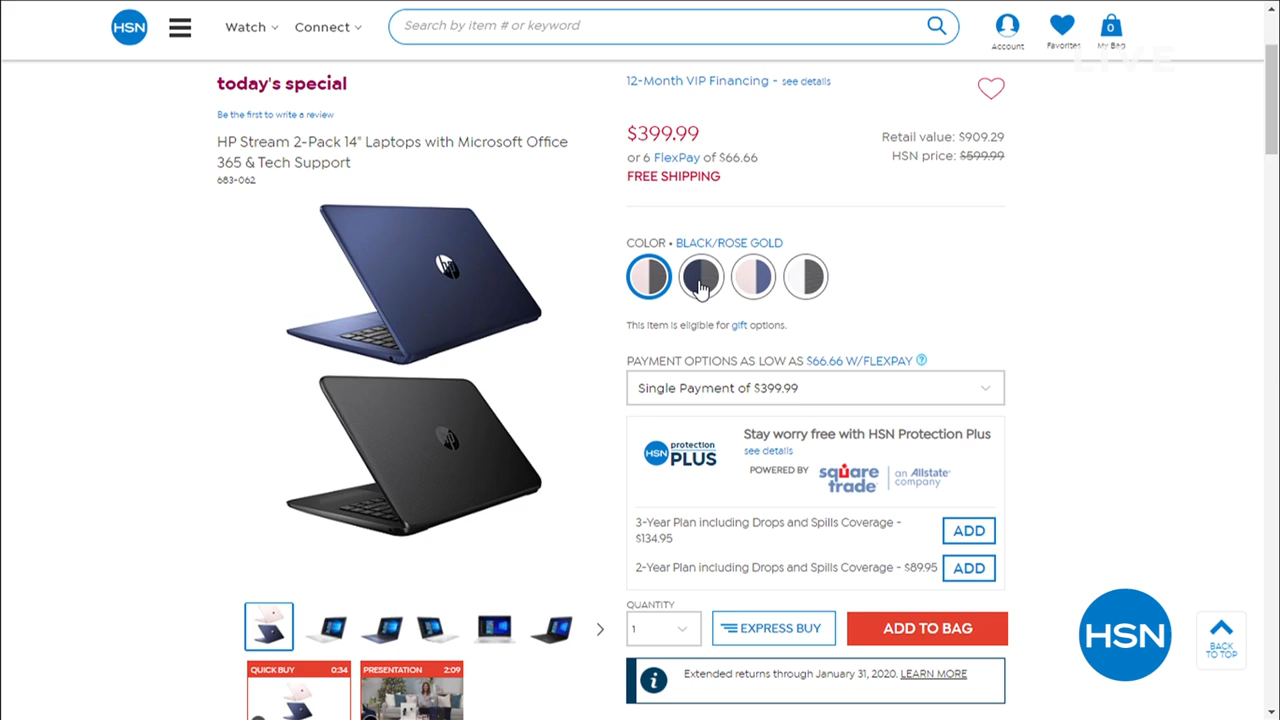 HSN
Watch
Connect
Search by item # or keyword
Account
Favorites
0
My Bag
LIVE
today's special
Be the first to write a review
HP Stream 2-Pack 14" Laptops with Microsoft Office
365 & Tech Support
683-062
12-Month VIP Financing - see details
$399.99
Retail value: $909.29
or 6 FlexPay of $66.66
HSN price: $599.99
FREE SHIPPING
COLOR • BLACK/ROSE GOLD
This item is eligible for gift options.
PAYMENT OPTIONS AS LOW AS $66.66 W/FLEXPAY ?
Single Payment of $399.99
HSN protection PLUS
Stay worry free with HSN Protection Plus
see details
POWERED BY
square trade
an Allstate company
3-Year Plan including Drops and Spills Coverage -
$134.95
ADD
2-Year Plan including Drops and Spills Coverage - $89.95
ADD
QUANTITY
1
EXPRESS BUY
ADD TO BAG
Extended returns through January 31, 2020. LEARN MORE
hp
hp
QUICK BUY 0:34
PRESENTATION 2:09
HSN
BACK
TO TOP